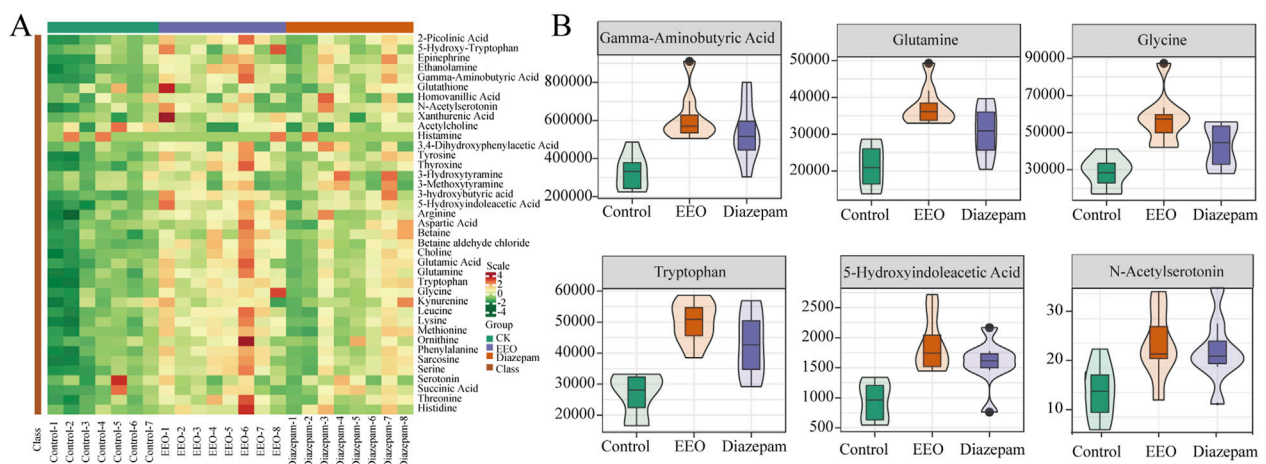 A
2-Picolinic Acid
5-Hydroxy-Tryptophan
Epinephrine
Ethanolamine
Gamma-Aminobutyric Acid
Glutathione
Homovanillic Acid
N-Acetylserotonin
Xanthurenic Acid
Acetylcholine
Histamine
3,4-Dihydroxyphenylacetic Acid
Tyrosine
Thyroxine
3-Hydroxytyramine
3-Methoxytyramine
3-hydroxybutyric acid
5-Hydroxyindoleacetic Acid
Arginine
Aspartic Acid
Betaine
Betaine aldehyde chloride
Choline
Glutamic Acid
Glutamine
Tryptophan
Glycine
Kynurenine
Leucine
Lysine
Methionine
Ornithine
Phenylalanine
Sarcosine
Serine
Serotonin
Succinic Acid
Threonine
Histidine
Scale
4
2
0
-2
-4
Group
CK
EEO
Diazepam
Class
Class
Control-1
Control-2
Control-3
Control-4
Control-5
Control-6
Control-7
EEO-1
EEO-2
EEO-3
EEO-4
EEO-5
EEO-6
EEO-7
EEO-8
Diazepam-1
Diazepam-2
Diazepam-3
Diazepam-4
Diazepam-5
Diazepam-6
Diazepam-7
Diazepam-8
B
Gamma-Aminobutyric Acid
800000
600000
400000
200000
Control EEO Diazepam
Glutamine
50000
40000
30000
20000
Control EEO Diazepam
Glycine
90000
70000
50000
30000
Control EEO Diazepam
Tryptophan
60000
50000
40000
30000
20000
Control EEO Diazepam
5-Hydroxyindoleacetic Acid
2500
2000
1500
1000
500
Control EEO Diazepam
N-Acetylserotonin
30
20
10
Control EEO Diazepam